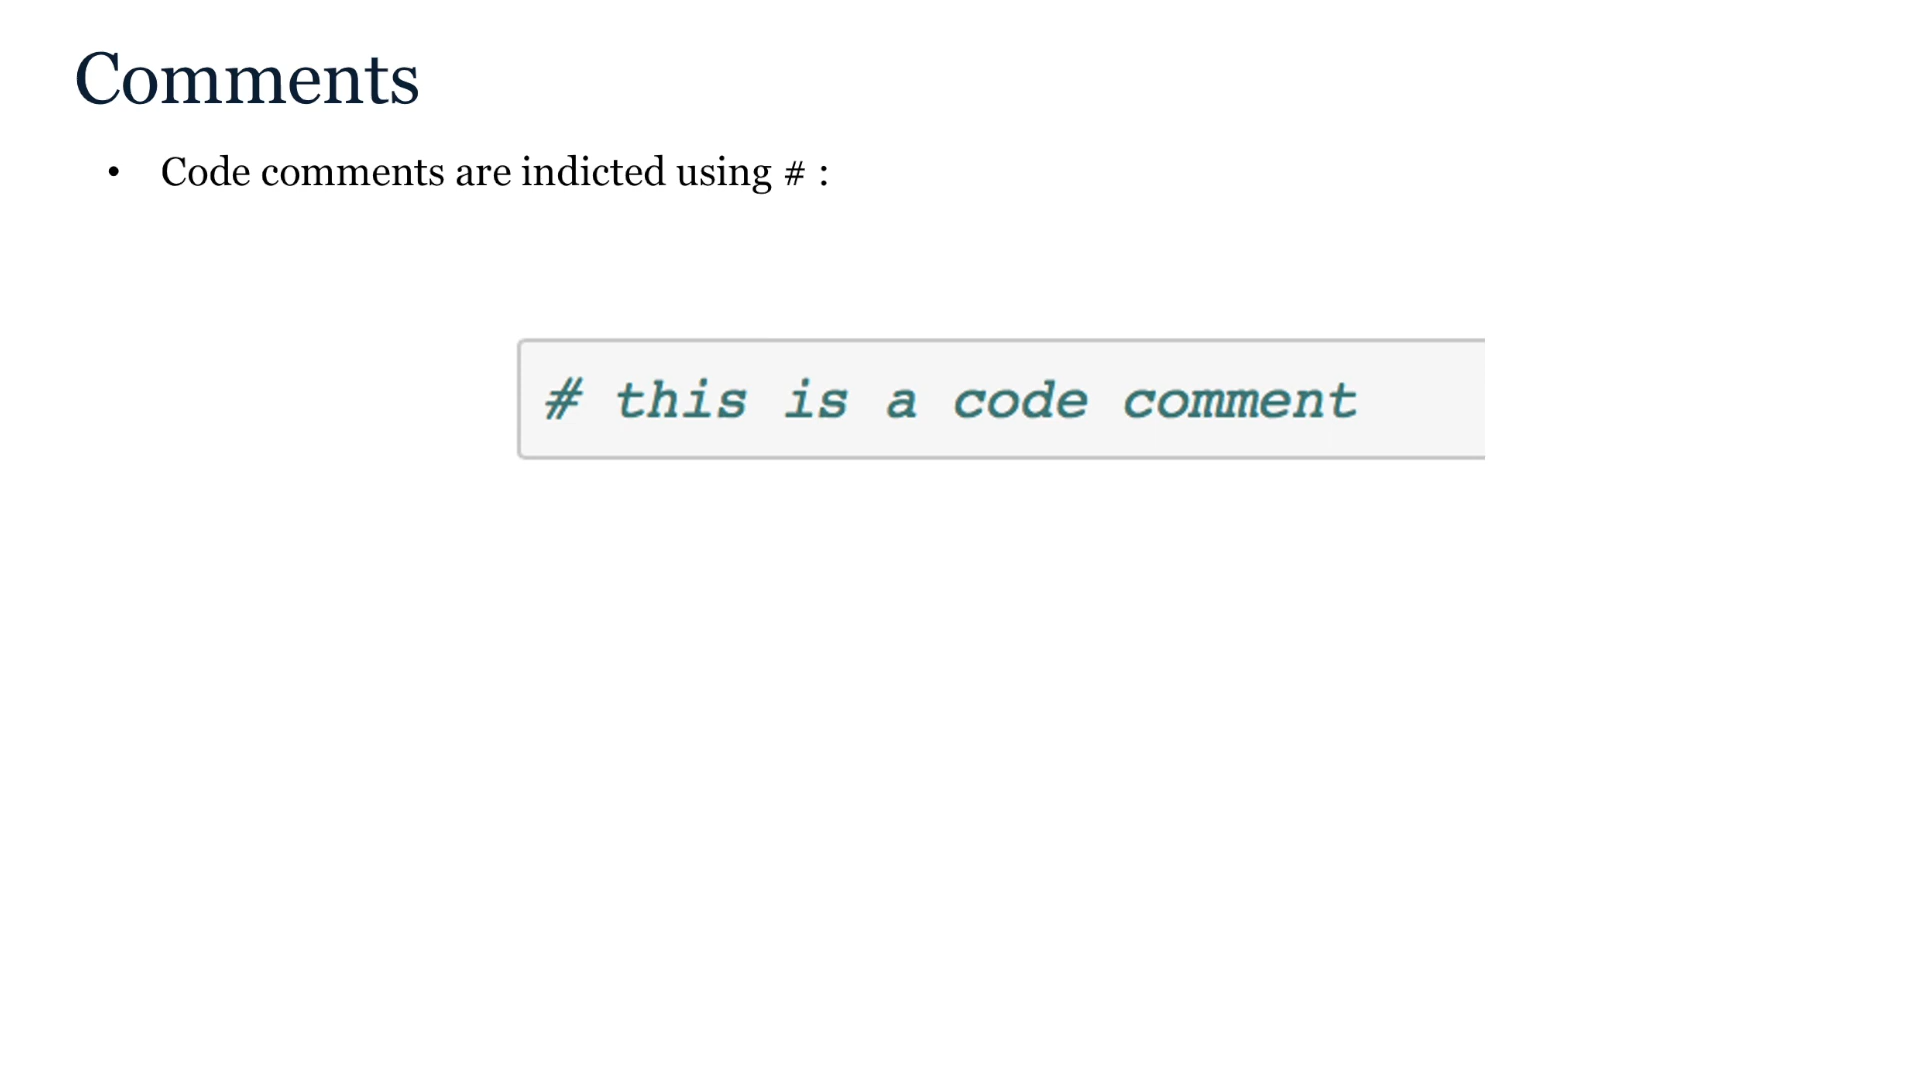 Comments
• Code comments are indicted using # :
# this is a code comment